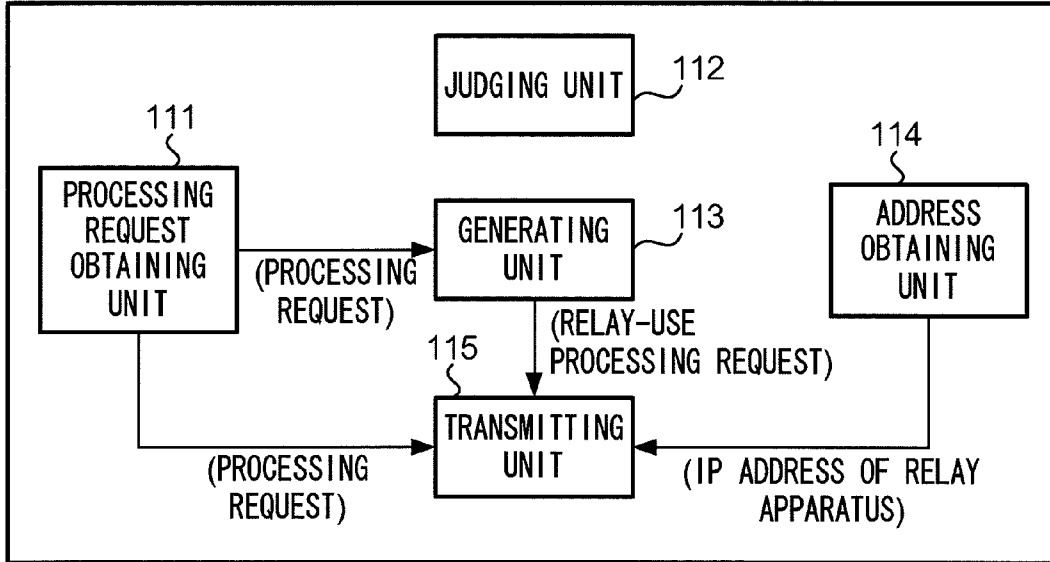 JUDGING UNIT
112
111
PROCESSING
REQUEST
OBTAINING
UNIT
(PROCESSING
REQUEST)
GENERATING
UNIT
113
114
ADDRESS
OBTAINING
UNIT
(RELAY-USE
PROCESSING REQUEST)
115
TRANSMITTING
UNIT
(PROCESSING
REQUEST)
(IP ADDRESS OF RELAY
APPARATUS)